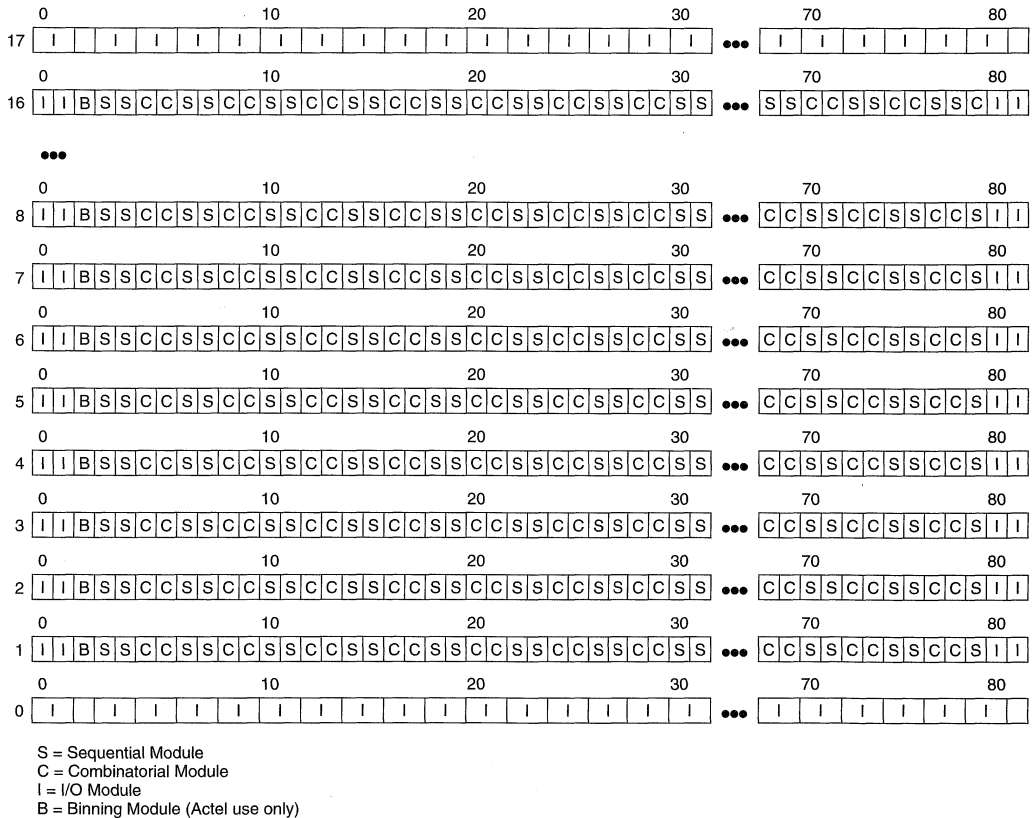 0 10 20 30 70 80
17 I I I I I I I I I I I I I I I I ••• I I I I I I
0 10 20 30 70 80
16 I I B S S C C S S C C S S C C S S C C S S C C S S C C S S C C S S ••• S S C C S S C C S S C I I
•••
0 10 20 30 70 80
8 I I B S S C C S S C C S S C C S S C C S S C C S S C C S S C C S S ••• C C S S C C S S C C S I I
0 10 20 30 70 80
7 I I B S S C C S S C C S S C C S S C C S S C C S S C C S S C C S S ••• C C S S C C S S C C S I I
0 10 20 30 70 80
6 I I B S S C C S S C C S S C C S S C C S S C C S S C C S S C C S S ••• C C S S C C S S C C S I I
0 10 20 30 70 80
5 I I B S S C C S S C C S S C C S S C C S S C C S S C C S S C C S S ••• C C S S C C S S C C S I I
0 10 20 30 70 80
4 I I B S S C C S S C C S S C C S S C C S S C C S S C C S S C C S S ••• C C S S C C S S C C S I I
0 10 20 30 70 80
3 I I B S S C C S S C C S S C C S S C C S S C C S S C C S S C C S S ••• C C S S C C S S C C S I I
0 10 20 30 70 80
2 I I B S S C C S S C C S S C C S S C C S S C C S S C C S S C C S S ••• C C S S C C S S C C S I I
0 10 20 30 70 80
1 I I B S S C C S S C C S S C C S S C C S S C C S S C C S S C C S S ••• C C S S C C S S C C S I I
0 10 20 30 70 80
0 I I I I I I I I I I I I I I I I ••• I I I I I I
S = Sequential Module
C = Combinatorial Module
I = I/O Module
B = Binning Module (Actel use only)